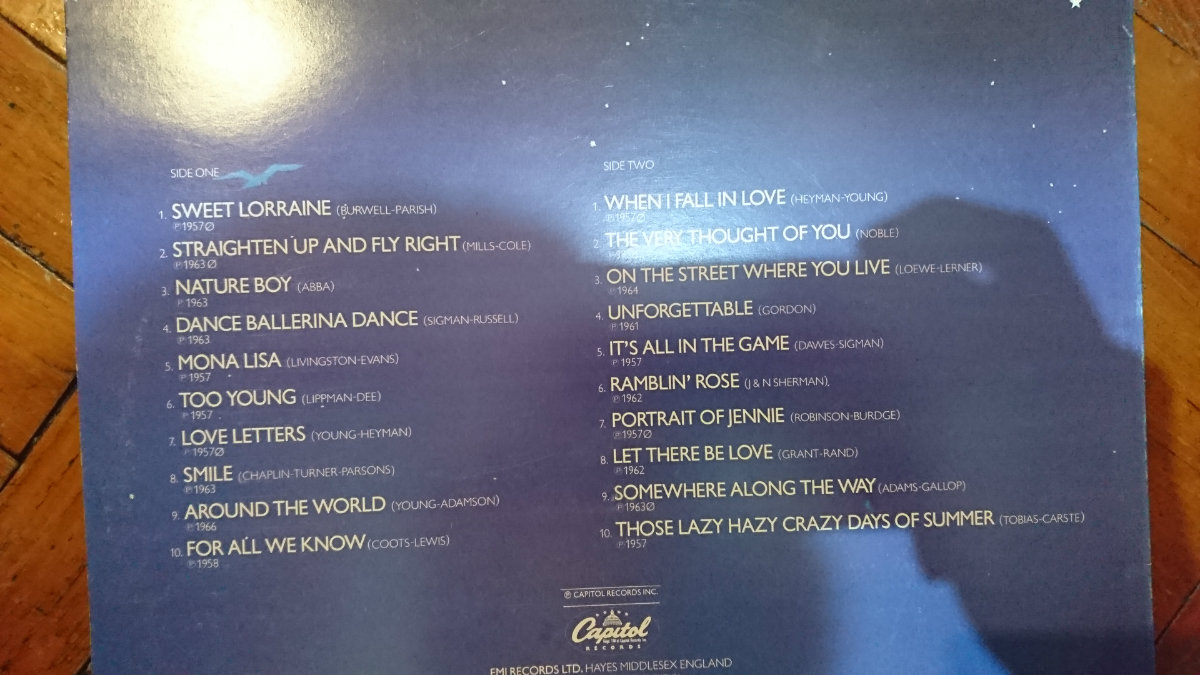 SIDE ONE
1. SWEET LORRAINE (BURWELL-PARISH)
℗1957∅
2. STRAIGHTEN UP AND FLY RIGHT (MILLS-COLE)
℗1963∅
3. NATURE BOY (ABBA)
℗1963
4. DANCE BALLERINA DANCE (SIGMAN-RUSSELL)
℗1963
5. MONA LISA (LIVINGSTON-EVANS)
℗1957
6. TOO YOUNG (LIPPMAN-DEE)
℗1957
7. LOVE LETTERS (YOUNG-HEYMAN)
℗1957∅
8. SMILE (CHAPLIN-TURNER-PARSONS)
℗1963
9. AROUND THE WORLD (YOUNG-ADAMSON)
℗1966
10. FOR ALL WE KNOW (COOTS-LEWIS)
℗1958
SIDE TWO
1. WHEN I FALL IN LOVE (HEYMAN-YOUNG)
℗1957∅
2. THE VERY THOUGHT OF YOU (NOBLE)
3. ON THE STREET WHERE YOU LIVE (LOEWE-LERNER)
℗1964
4. UNFORGETTABLE (GORDON)
℗1961
5. IT'S ALL IN THE GAME (DAWES-SIGMAN)
℗1957
6. RAMBLIN' ROSE (J & N SHERMAN)
℗1962
7. PORTRAIT OF JENNIE (ROBINSON-BURDGE)
℗1957∅
8. LET THERE BE LOVE (GRANT-RAND)
℗1962
9. SOMEWHERE ALONG THE WAY (ADAMS-GALLOP)
℗1963∅
10. THOSE LAZY HAZY CRAZY DAYS OF SUMMER (TOBIAS-CARSTE)
℗1957
℗ CAPITOL RECORDS INC.
Capitol
RECORDS
EMI RECORDS LTD. HAYES MIDDLESEX ENGLAND